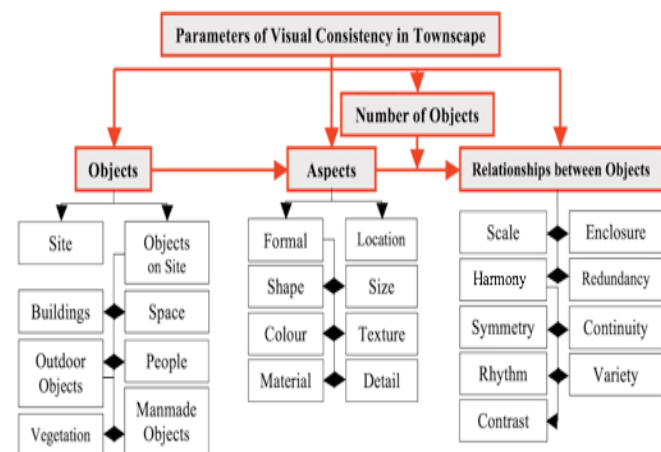 Parameters of Visual Consistency in Townscape
Number of Objects
Objects
Aspects
Relationships between Objects
Site
Objects
on Site
Buildings
Space
Outdoor
Objects
People
Vegetation
Manmade
Objects
Formal
Location
Shape
Size
Colour
Texture
Material
Detail
Scale
Enclosure
Harmony
Redundancy
Symmetry
Continuity
Rhythm
Variety
Contrast